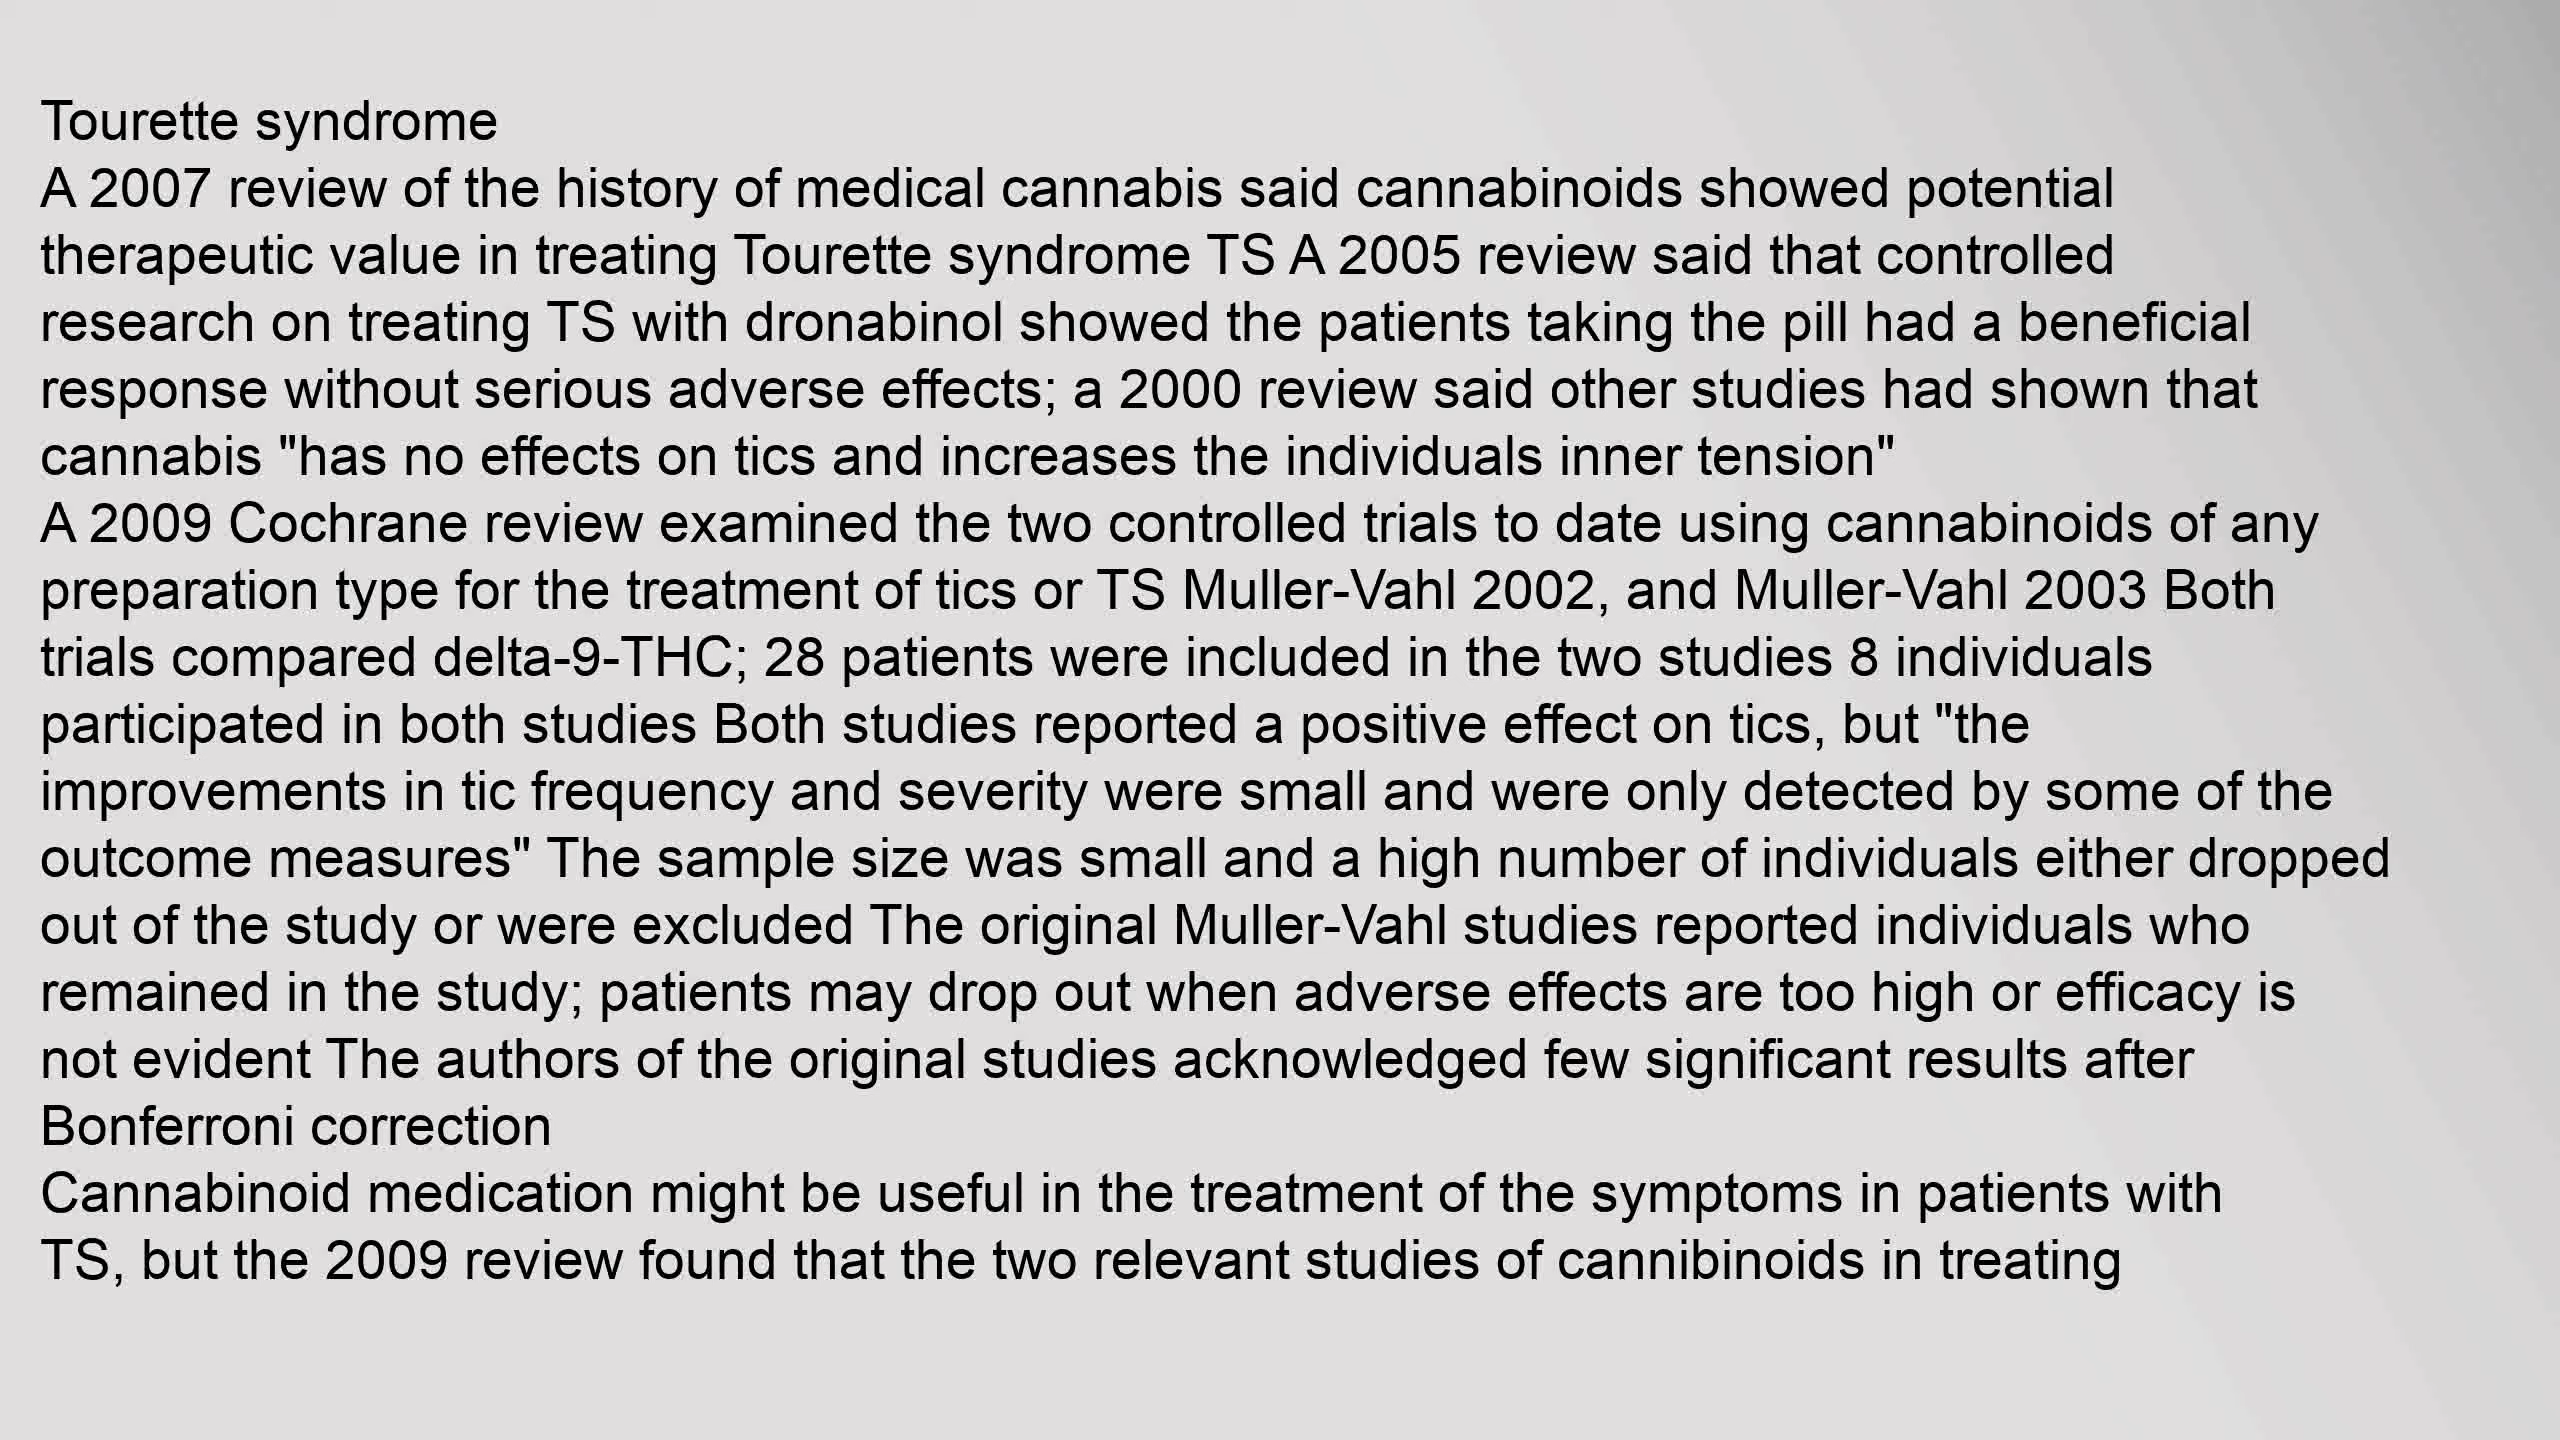 Tourette syndrome
A 2007 review of the history of medical cannabis said cannabinoids showed potential
therapeutic value in treating Tourette syndrome TS A 2005 review said that controlled
research on treating TS with dronabinol showed the patients taking the pill had a beneficial
response without serious adverse effects; a 2000 review said other studies had shown that
cannabis "has no effects on tics and increases the individuals inner tension"
A 2009 Cochrane review examined the two controlled trials to date using cannabinoids of any
preparation type for the treatment of tics or TS Muller-Vahl 2002, and Muller-Vahl 2003 Both
trials compared delta-9-THC; 28 patients were included in the two studies 8 individuals
participated in both studies Both studies reported a positive effect on tics, but "the
improvements in tic frequency and severity were small and were only detected by some of the
outcome measures" The sample size was small and a high number of individuals either dropped
out of the study or were excluded The original Muller-Vahl studies reported individuals who
remained in the study; patients may drop out when adverse effects are too high or efficacy is
not evident The authors of the original studies acknowledged few significant results after
Bonferroni correction
Cannabinoid medication might be useful in the treatment of the symptoms in patients with
TS, but the 2009 review found that the two relevant studies of cannibinoids in treating